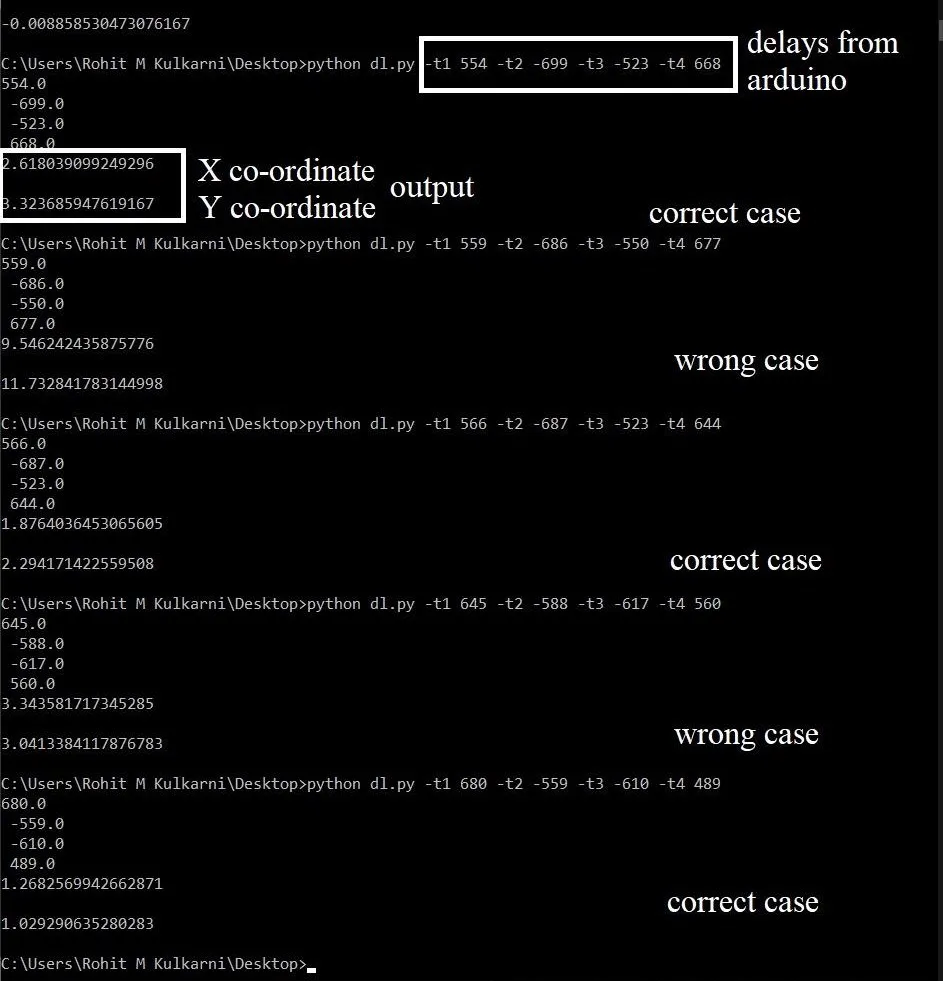 -0.008858530473076167
C:\Users\Rohit M Kulkarni\Desktop>python dl.py -t1 554 -t2 -699 -t3 -523 -t4 668
delays from
arduino
554.0
-699.0
-523.0
668.0
2.618039099249296
X co-ordinate
output
3.323685947619167
Y co-ordinate
correct case
C:\Users\Rohit M Kulkarni\Desktop>python dl.py -t1 559 -t2 -686 -t3 -550 -t4 677
559.0
-686.0
-550.0
677.0
9.546242435875776
wrong case
11.732841783144998
C:\Users\Rohit M Kulkarni\Desktop>python dl.py -t1 566 -t2 -687 -t3 -523 -t4 644
566.0
-687.0
-523.0
644.0
1.8764036453065605
2.294171422559508
correct case
C:\Users\Rohit M Kulkarni\Desktop>python dl.py -t1 645 -t2 -588 -t3 -617 -t4 560
645.0
-588.0
-617.0
560.0
3.343581717345285
3.0413384117876783
wrong case
C:\Users\Rohit M Kulkarni\Desktop>python dl.py -t1 680 -t2 -559 -t3 -610 -t4 489
680.0
-559.0
-610.0
489.0
1.2682569942662871
correct case
1.029290635280283
C:\Users\Rohit M Kulkarni\Desktop>